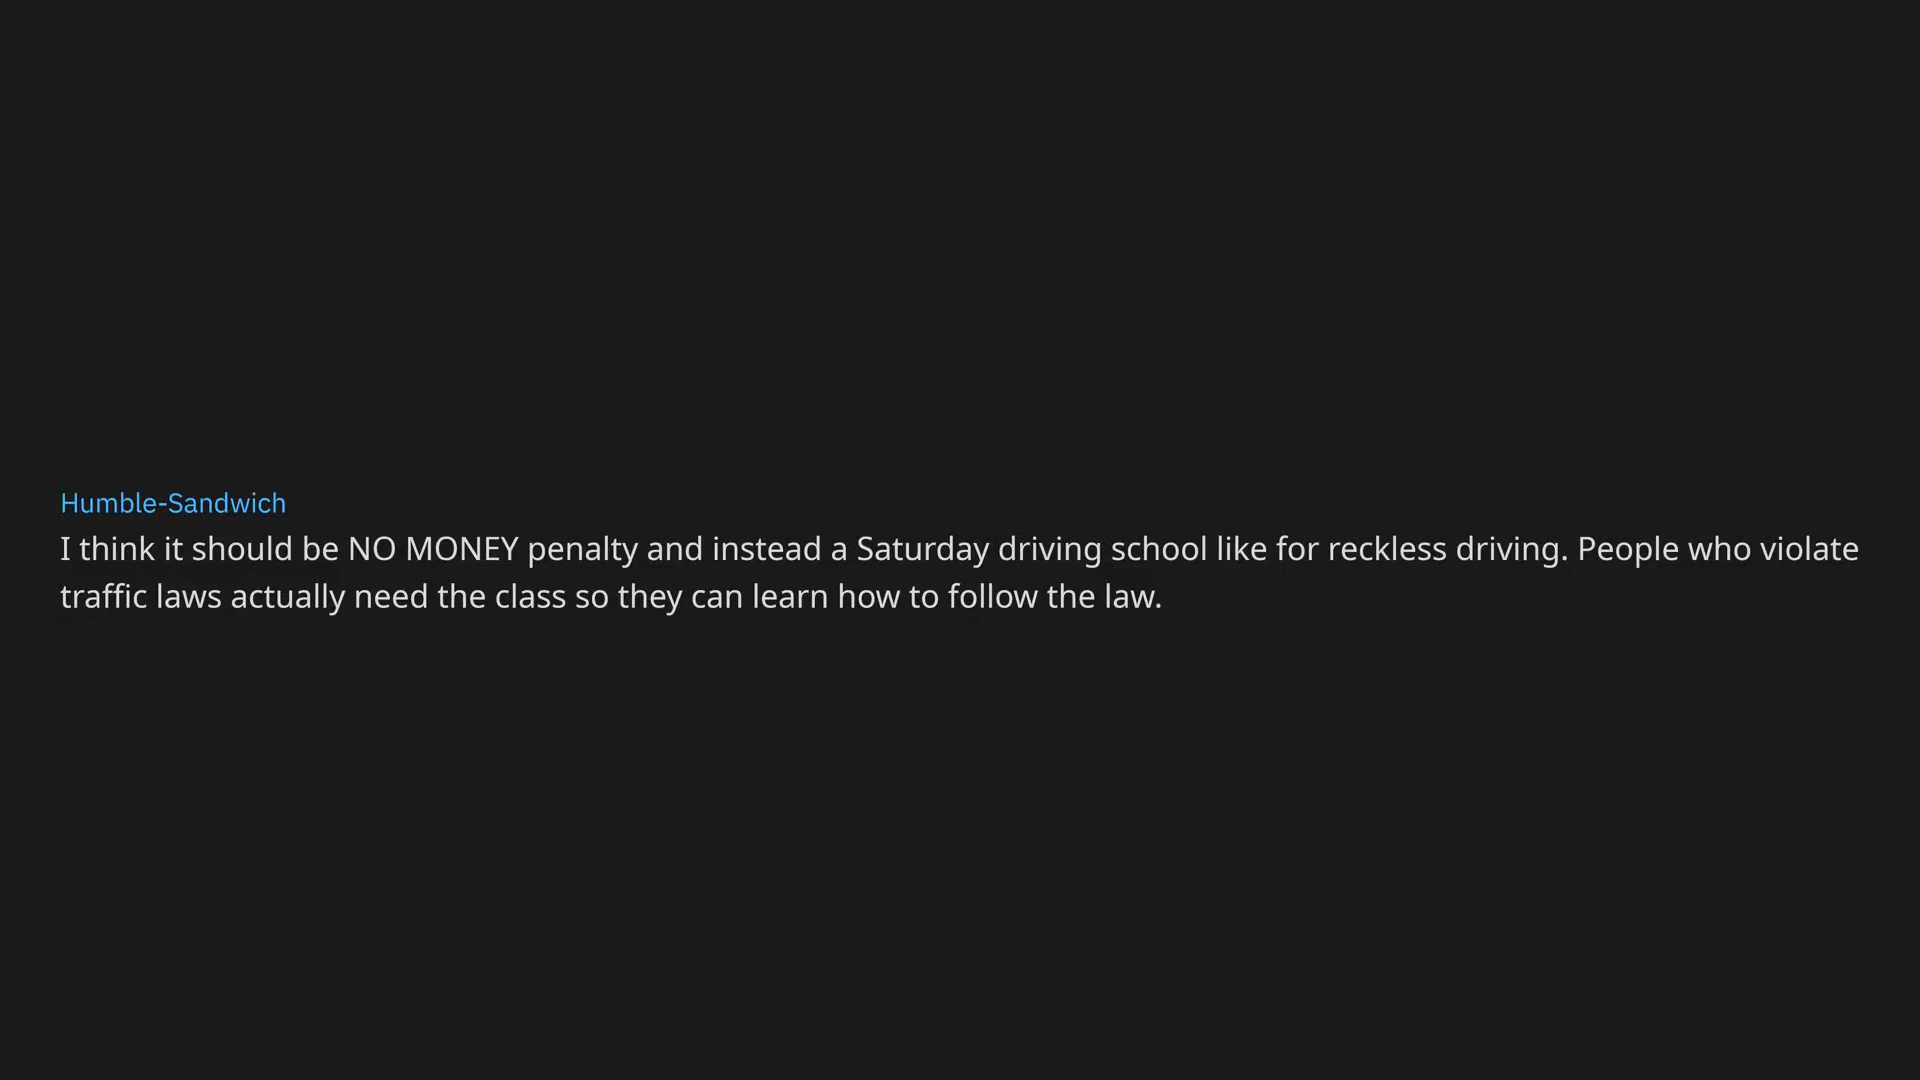 Humble-Sandwich
I think it should be NO MONEY penalty and instead a Saturday driving school like for reckless driving. People who violate
traffic laws actually need the class so they can learn how to follow the law.